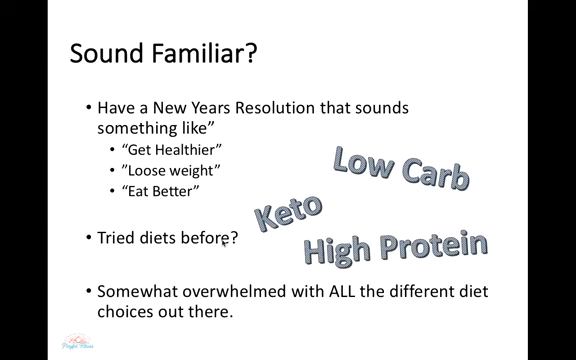 Sound Familiar?
• Have a New Years Resolution that sounds
something like”
• “Get Healthier”
• ”Loose weight”
• “Eat Better”
Low Carb
Keto
• Tried diets before?
High Protein
• Somewhat overwhelmed with ALL the different diet
choices out there.